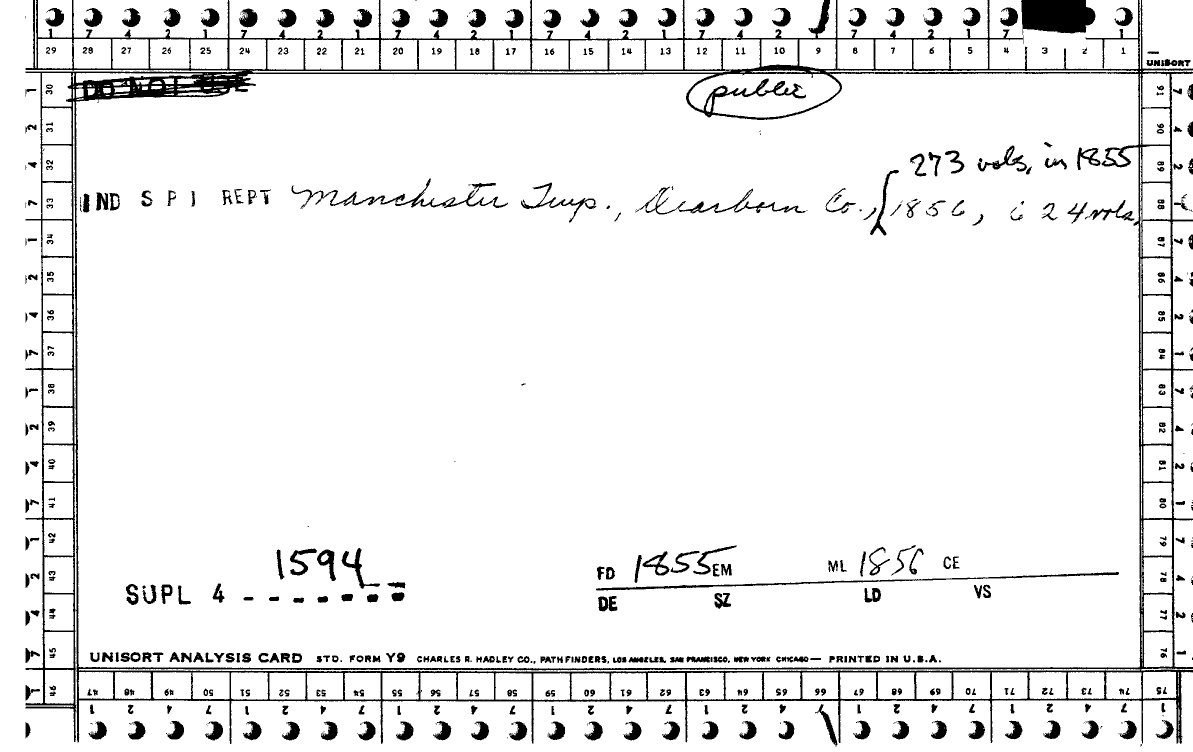 1 7 4 2 1 7 4 2 1 7 4 2 1 7 4 2 1 7 4 2 1 7 4 2 1 7 1
29 28 27 26 25 24 23 22 21 20 19 18 17 16 15 14 13 12 11 10 9 8 7 6 5 4 3 2 1
UNISORT
DO NOT USE
public
273 vols, in 1855
IND S P I REPT Manchester Twp., Dearborn Co., 1856, 624 vols,
30
31
32
33
34
35
36
37
38
39
40
41
42
43
44
45
46
91
90
89
88
87
86
85
84
83
82
81
80
79
78
77
76
1594
SUPL 4 - - - - - - -
FD 1855 EM ML 1856 CE
DE SZ LD VS
UNISORT ANALYSIS CARD STD. FORM Y9 CHARLES R. HADLEY CO., PATHFINDERS, LOS ANGELES, SAN FRANCISCO, NEW YORK CHICAGO — PRINTED IN U.S.A.
47 48 49 50 51 52 53 54 55 56 57 58 59 60 61 62 63 64 65 66 67 68 69 70 71 72 73 74 75
1 2 4 7 1 2 4 7 1 2 4 7 1 2 4 7 1 2 4 7 1 2 4 7 1 2 4 7 1